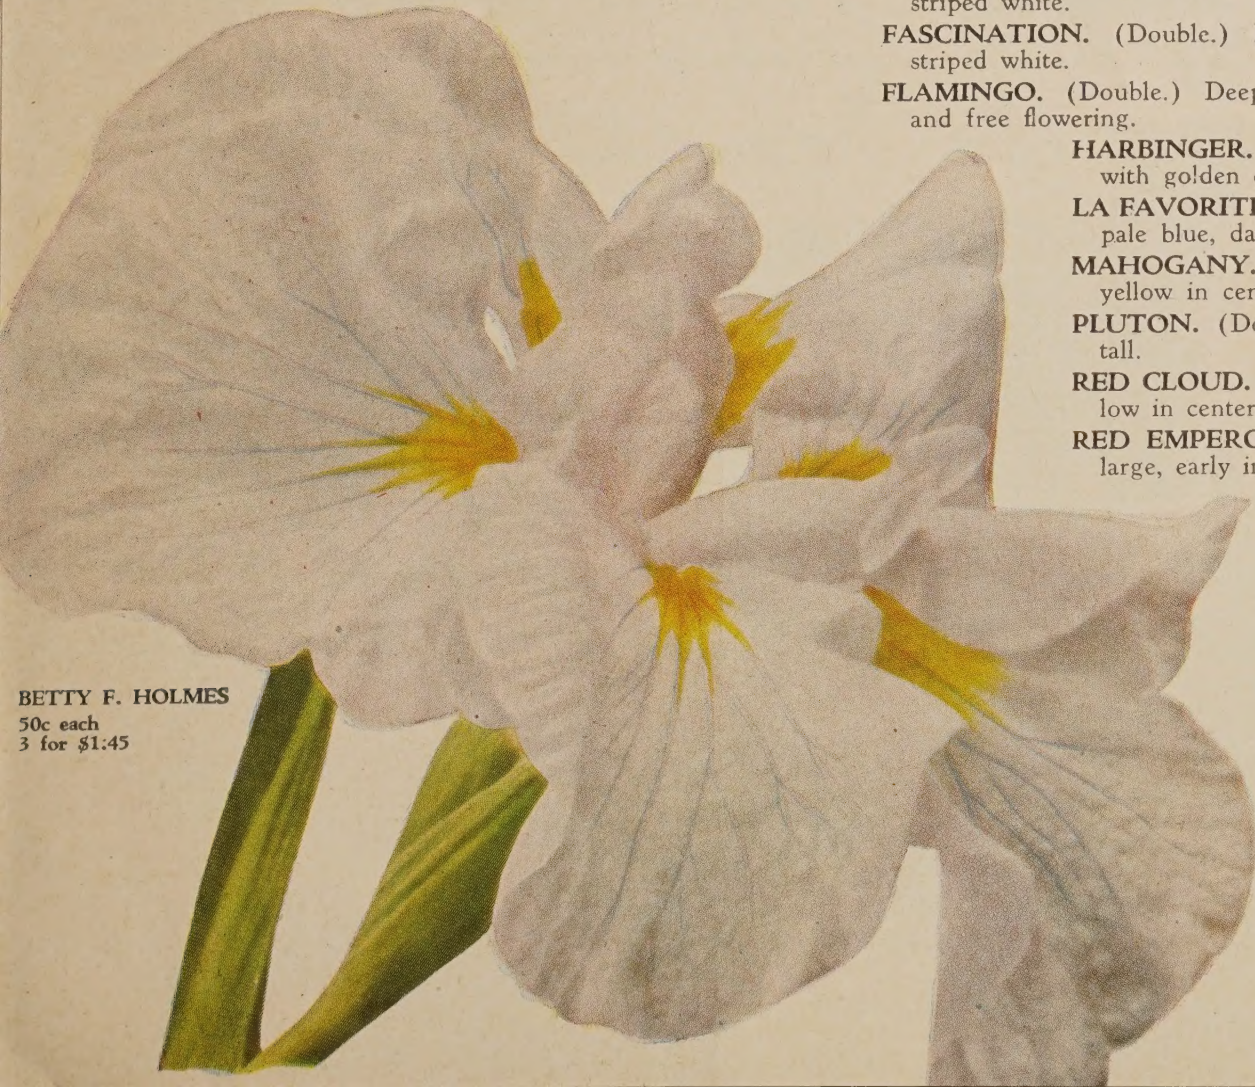 striped white.
FASCINATION. (Double.)
striped white.
FLAMINGO. (Double.) Deep
and free flowering.
HARBINGER.
with golden
LA FAVORITE
pale blue, da
MAHOGANY.
yellow in cen
PLUTON. (Do
tall.
RED CLOUD.
low in center
RED EMPERO
large, early i
BETTY F. HOLMES
50c each
3 for $1:45